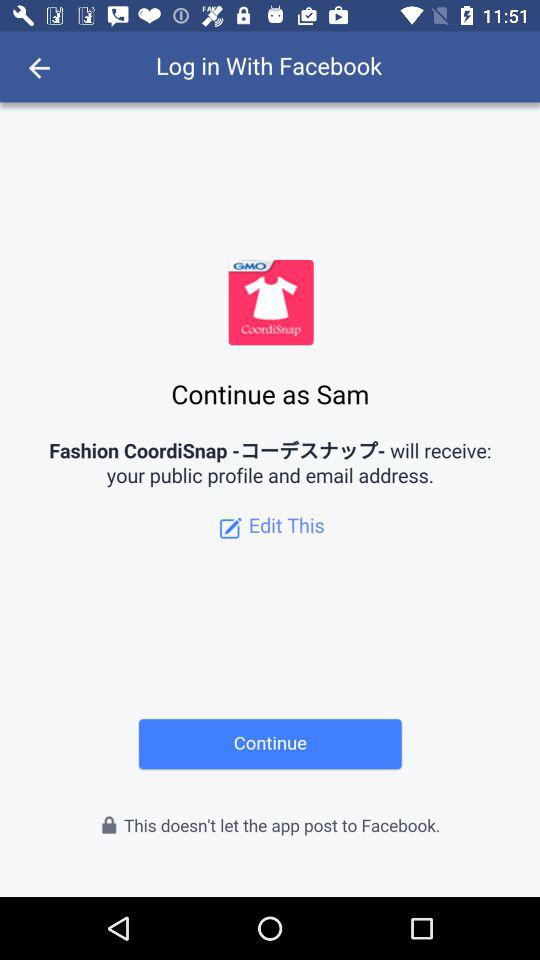 FAKE
11:51
Log in With Facebook
GMO
CoordiSnap
Continue as Sam
Fashion CoordiSnap -コーデスナップ- will receive:
your public profile and email address.
Edit This
Continue
This doesn't let the app post to Facebook.